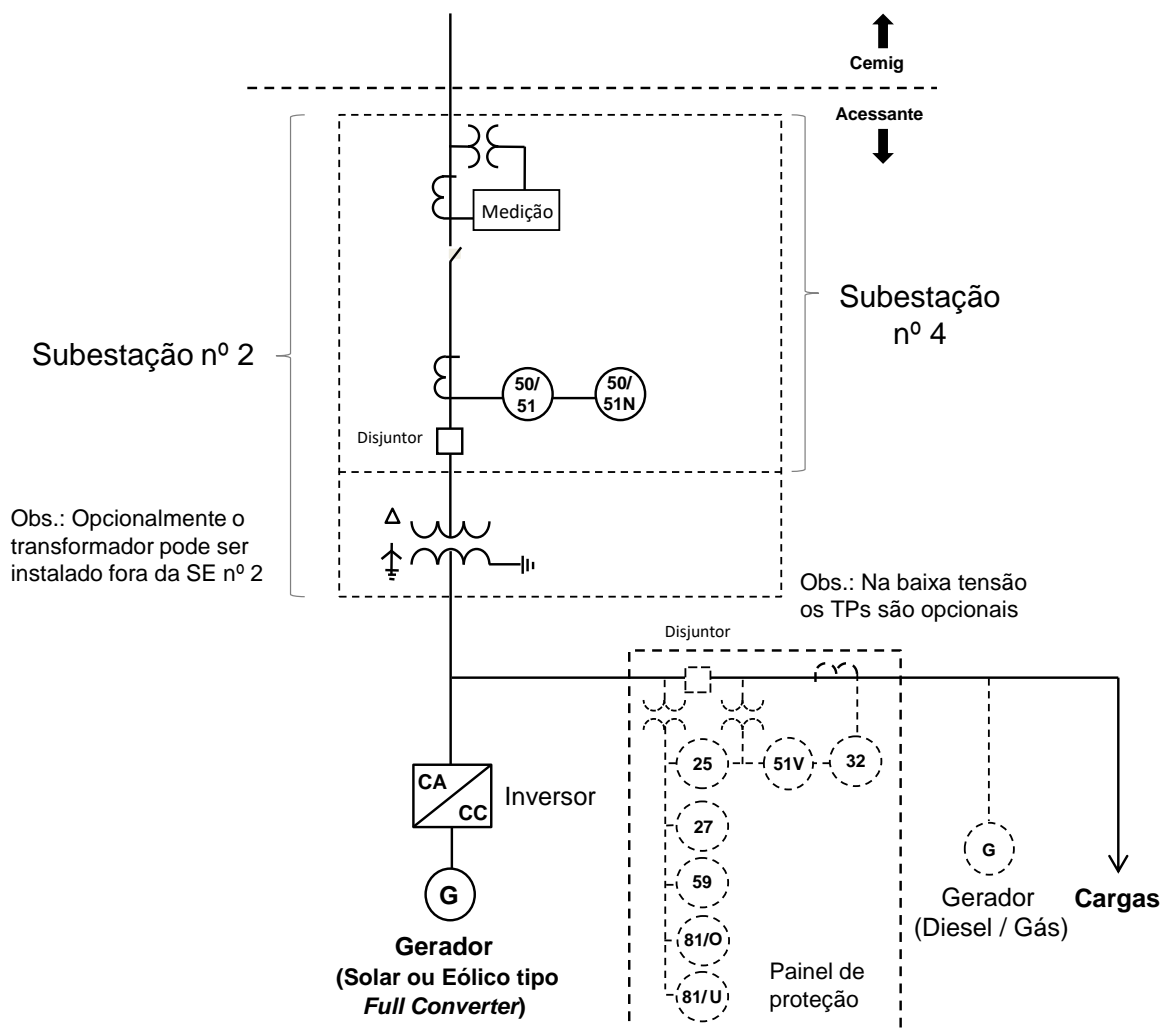 Cemig
Acessante
Medição
Subestação
nº 4
Subestação nº 2
50/
51
50/
51N
Disjuntor
Obs.: Opcionalmente o
transformador pode ser
instalado fora da SE nº 2
Δ
Obs.: Na baixa tensão
os TPs são opcionais
Disjuntor
25
51V
32
CA
CC
Inversor
27
59
81/O
81/U
G
Gerador
(Solar ou Eólico tipo
Full Converter)
G
Gerador
(Diesel / Gás)
Cargas
Painel de
proteção